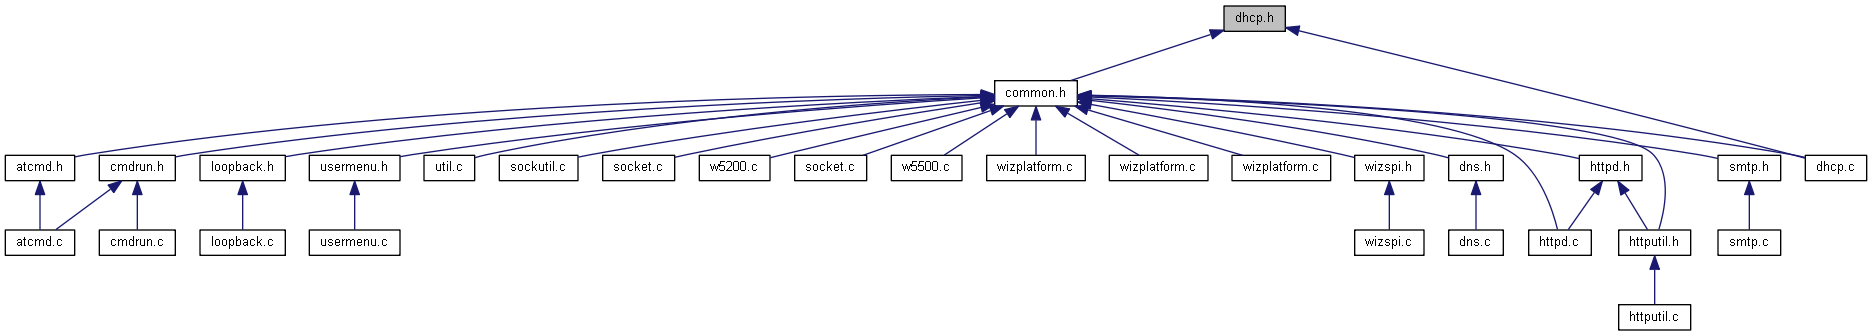 dhcp.h
common.h
atcmd.h
cmdrun.h
loopback.h
usermenu.h
util.c
sockutil.c
socket.c
w5200.c
socket.c
w5500.c
wizplatform.c
wizplatform.c
wizplatform.c
wizspi.h
dns.h
httpd.h
smtp.h
dhcp.c
atcmd.c
cmdrun.c
loopback.c
usermenu.c
wizspi.c
dns.c
httpd.c
httputil.h
smtp.c
httputil.c